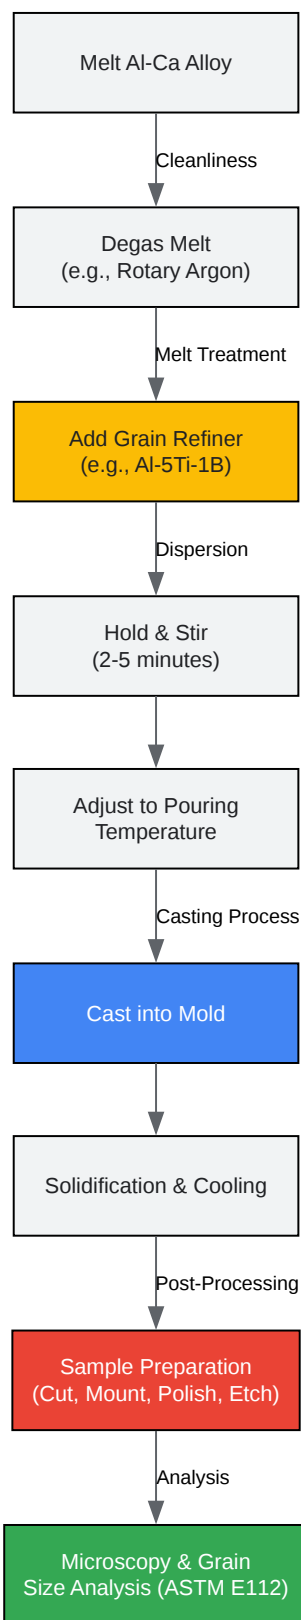 Melt Al-Ca Alloy
Cleanliness
Degas Melt
(e.g., Rotary Argon)
Melt Treatment
Add Grain Refiner
(e.g., Al-5Ti-1B)
Dispersion
Hold & Stir
(2-5 minutes)
Adjust to Pouring
Temperature
Casting Process
Cast into Mold
Solidification & Cooling
Post-Processing
Sample Preparation
(Cut, Mount, Polish, Etch)
Analysis
Microscopy & Grain
Size Analysis (ASTM E112)